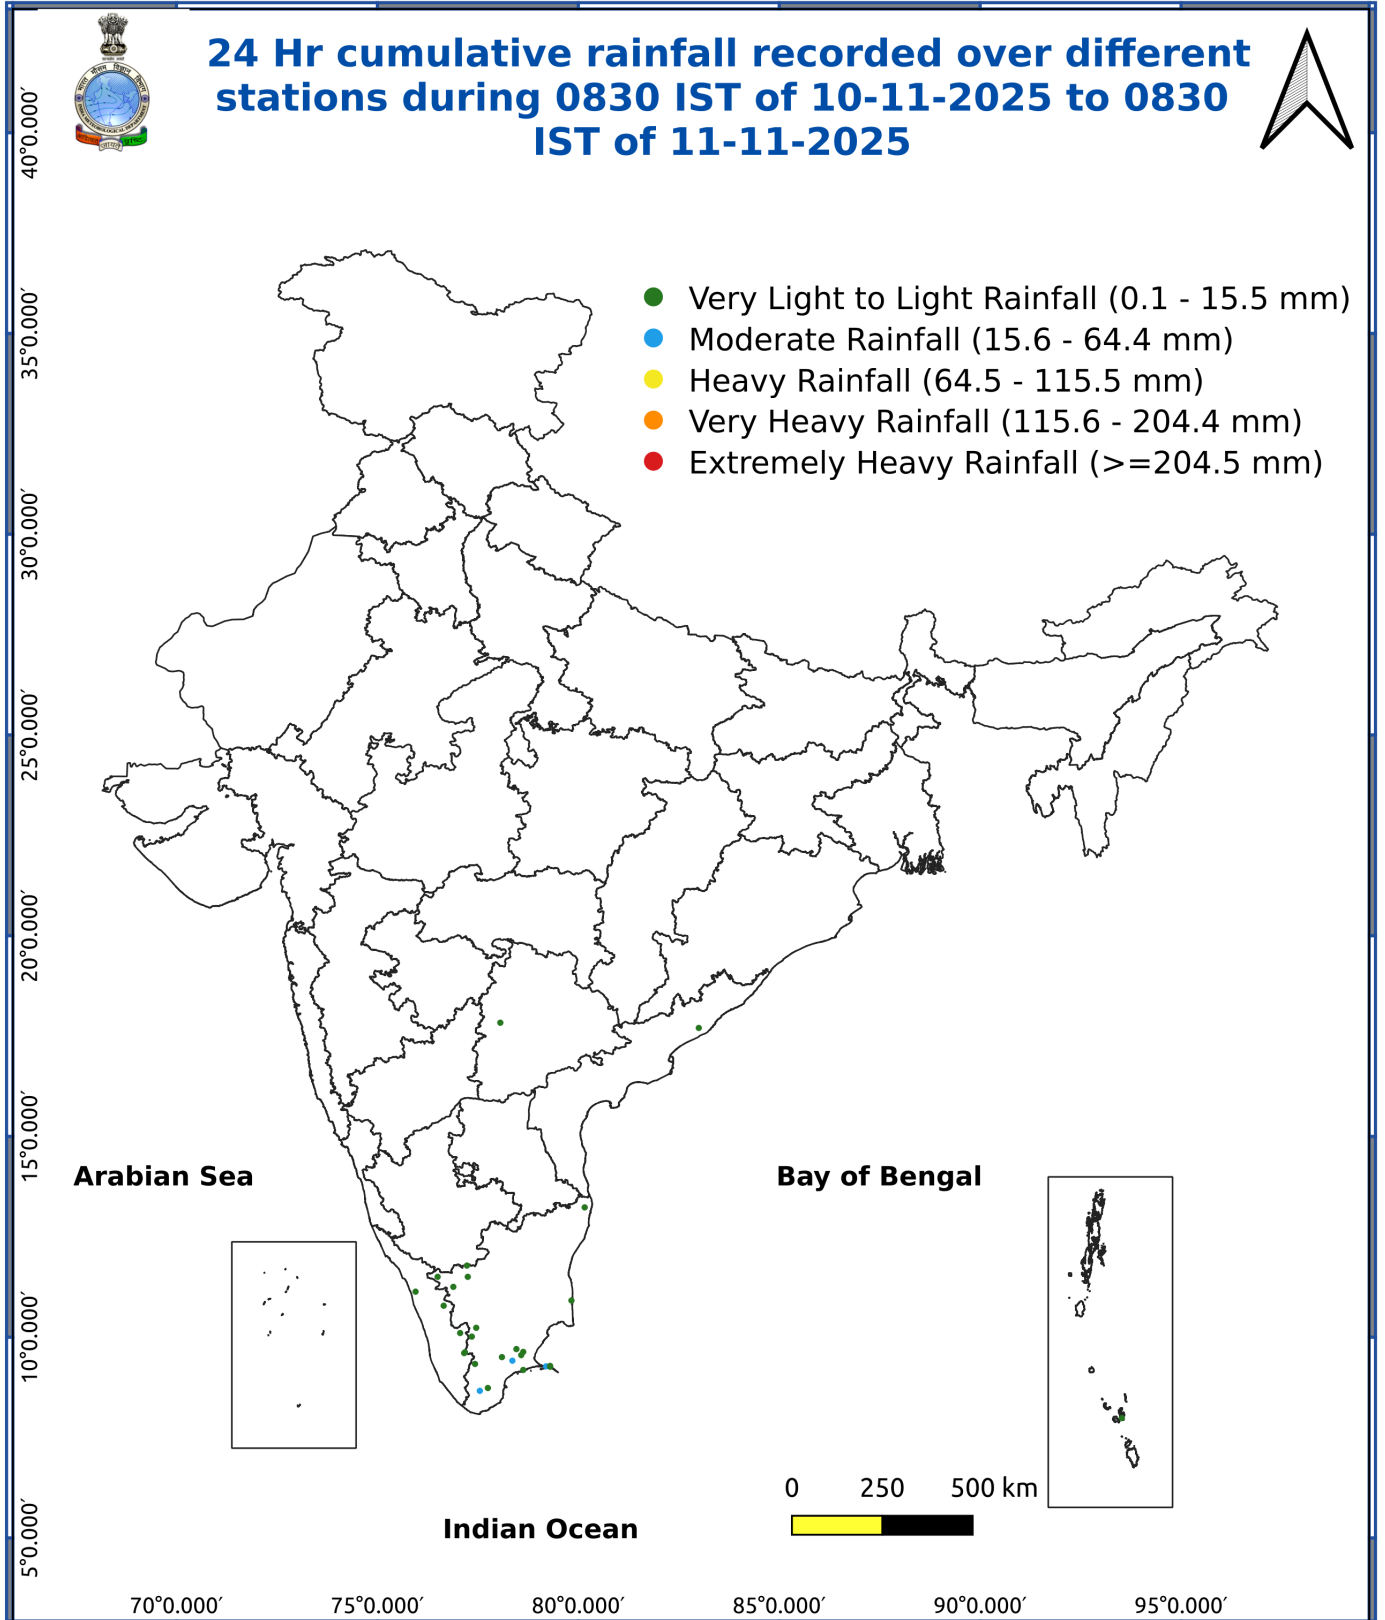 24 Hr cumulative rainfall recorded over different
stations during 0830 IST of 10-11-2025 to 0830
IST of 11-11-2025
Very Light to Light Rainfall (0.1 - 15.5 mm)
Moderate Rainfall (15.6 - 64.4 mm)
Heavy Rainfall (64.5 - 115.5 mm)
Very Heavy Rainfall (115.6 - 204.4 mm)
Extremely Heavy Rainfall (>=204.5 mm)
40°0.000′
35°0.000′
30°0.000′
25°0.000′
20°0.000′
15°0.000′
10°0.000′
5°0.000′
Arabian Sea
Bay of Bengal
0 250 500 km
Indian Ocean
70°0.000′ 75°0.000′ 80°0.000′ 85°0.000′ 90°0.000′ 95°0.000′